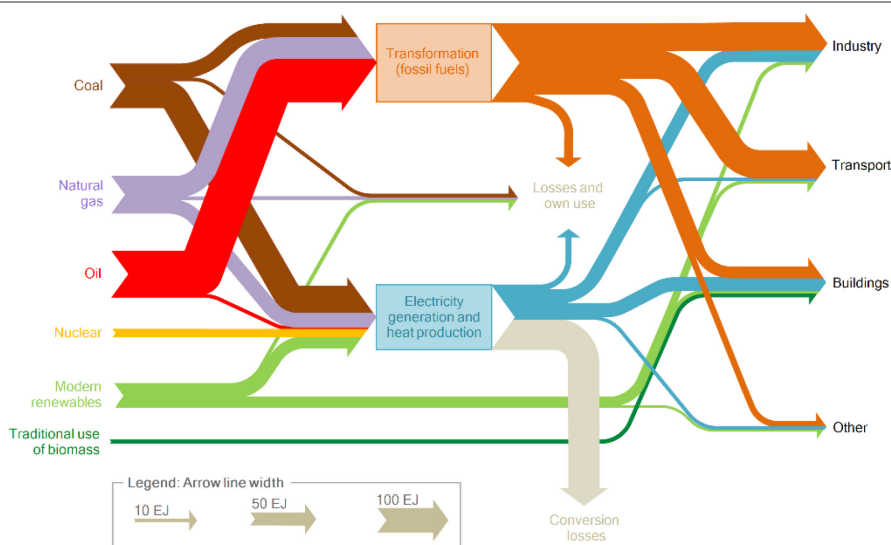 Coal
Natural
gas
Oil
Nuclear
Modern
renewables
Traditional use
of biomass
Transformation
(fossil fuels)
Losses and
own use
Electricity
generation and
heat production
Conversion
losses
Industry
Transport
Buildings
Other
Legend: Arrow line width
10 EJ
50 EJ
100 EJ